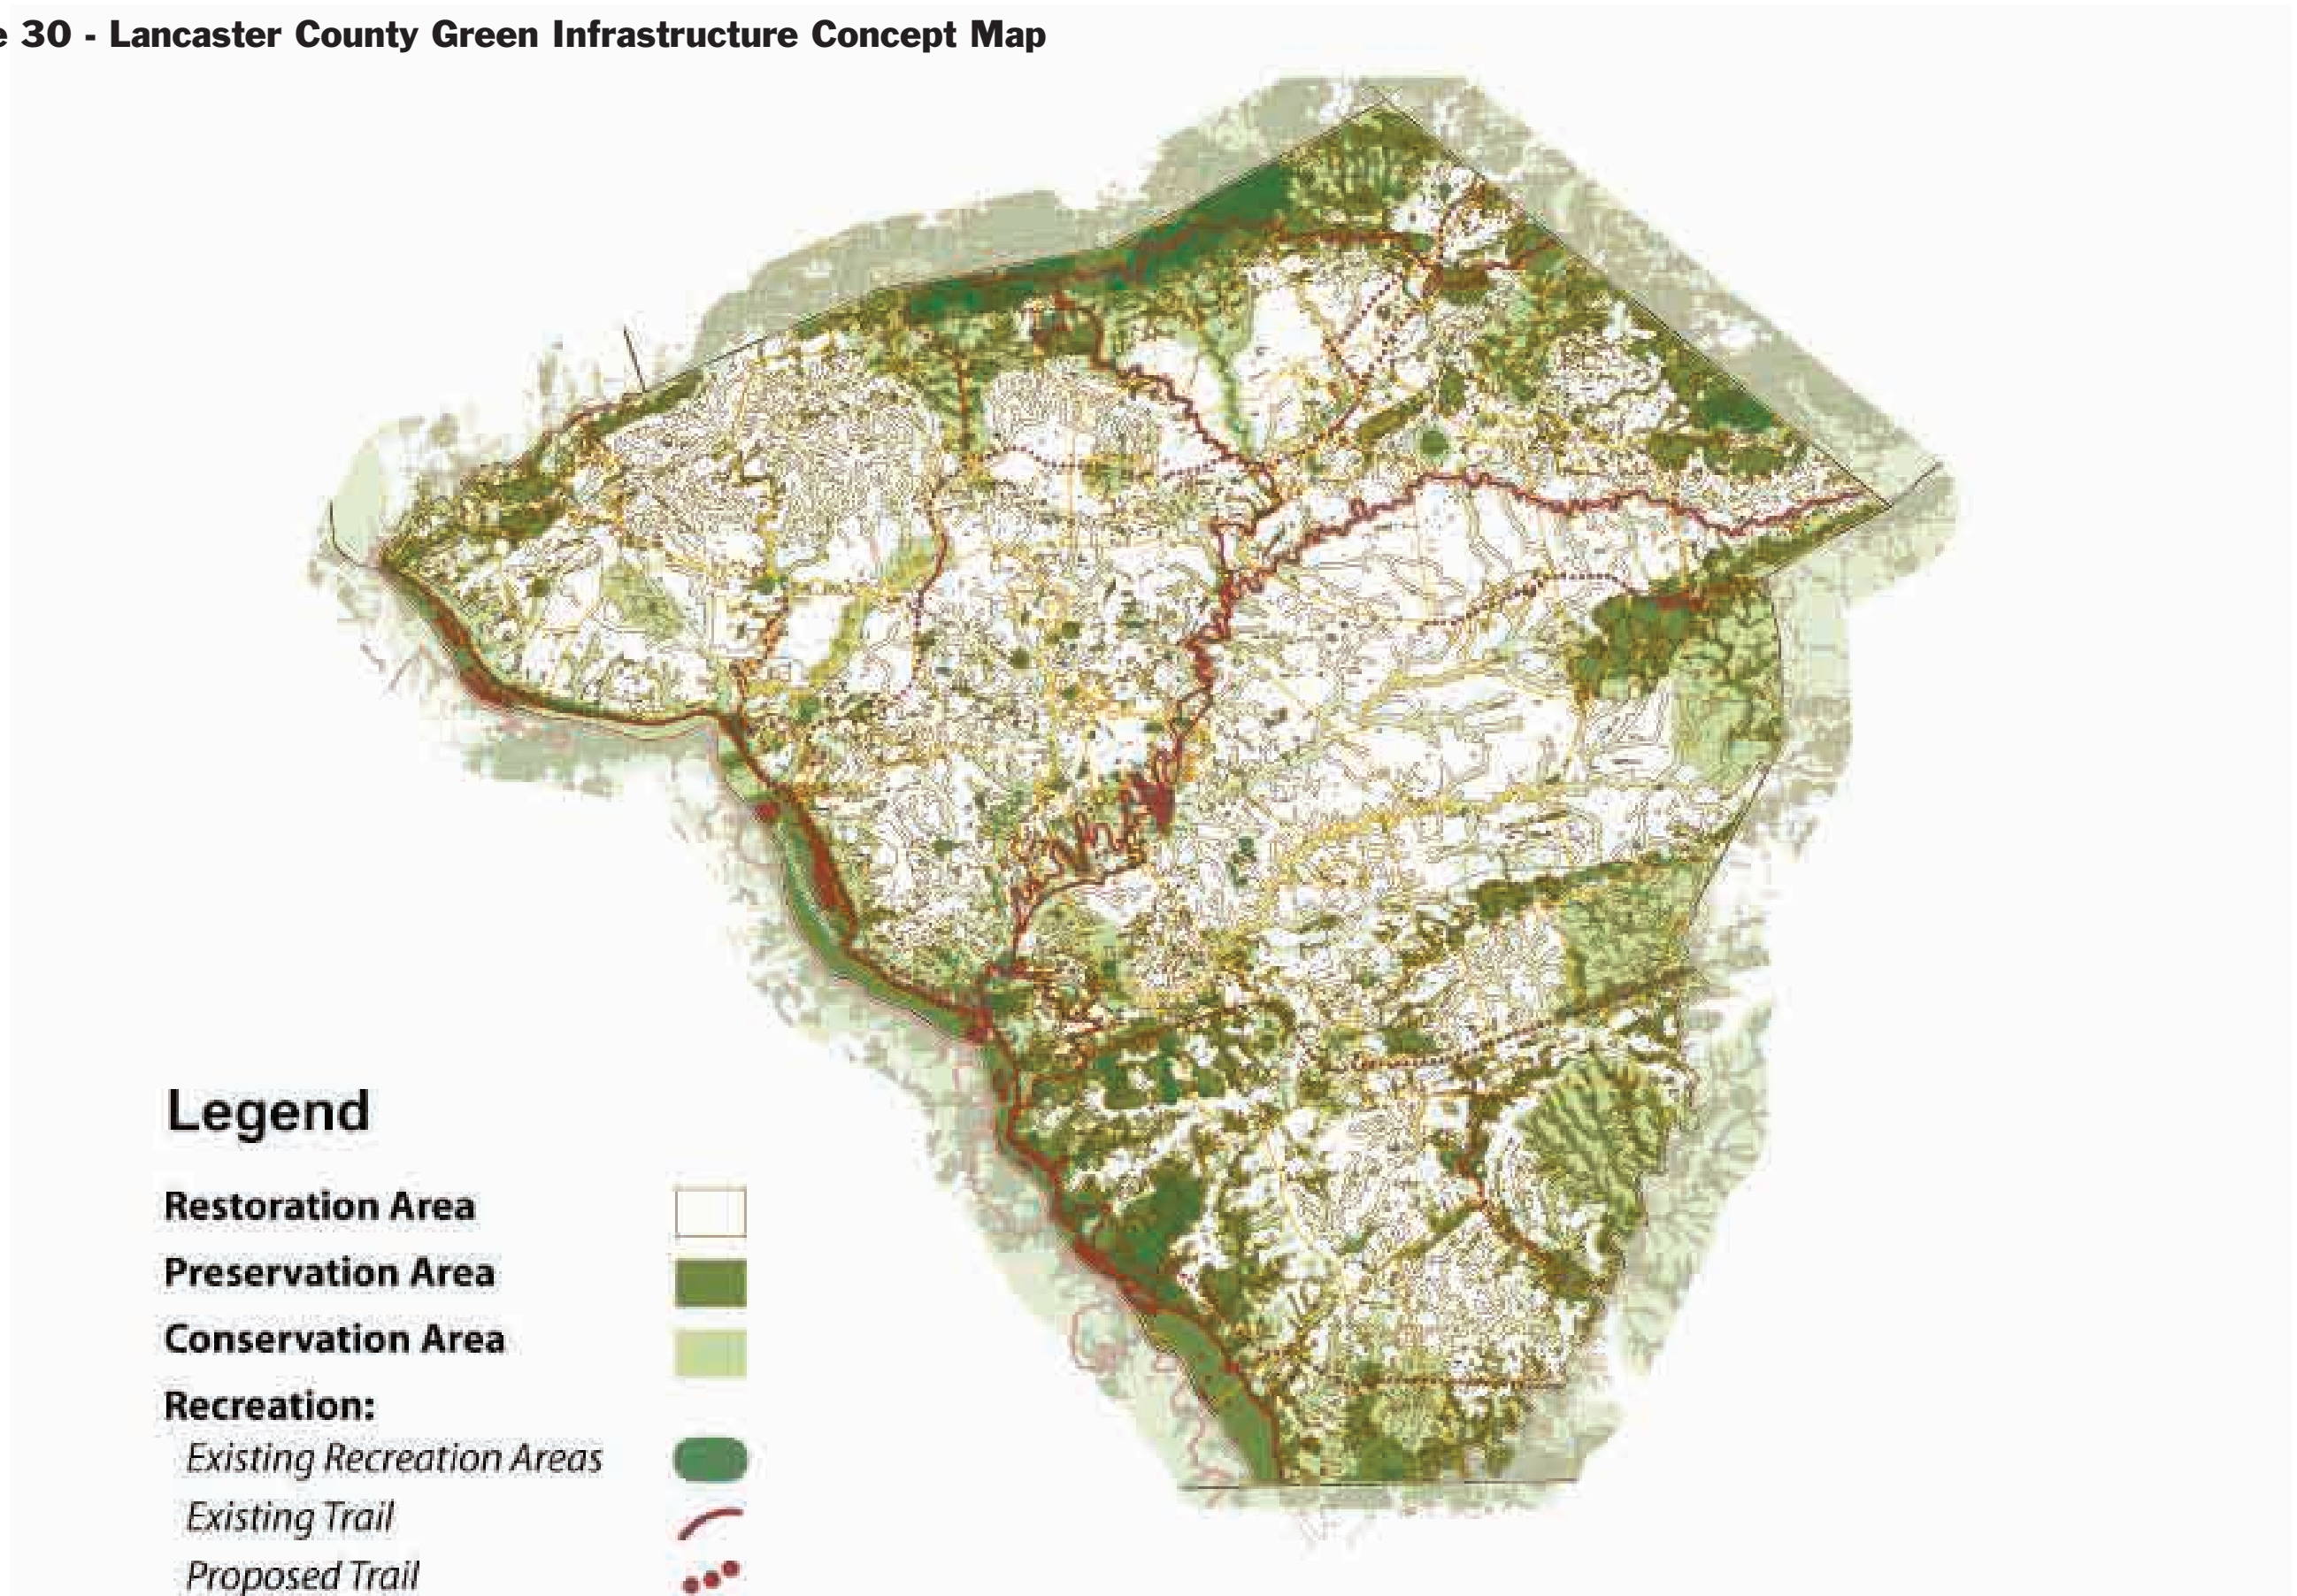 e 30 - Lancaster County Green Infrastructure Concept Map
Legend
Restoration Area
Preservation Area
Conservation Area
Recreation:
Existing Recreation Areas
Existing Trail
Proposed Trail